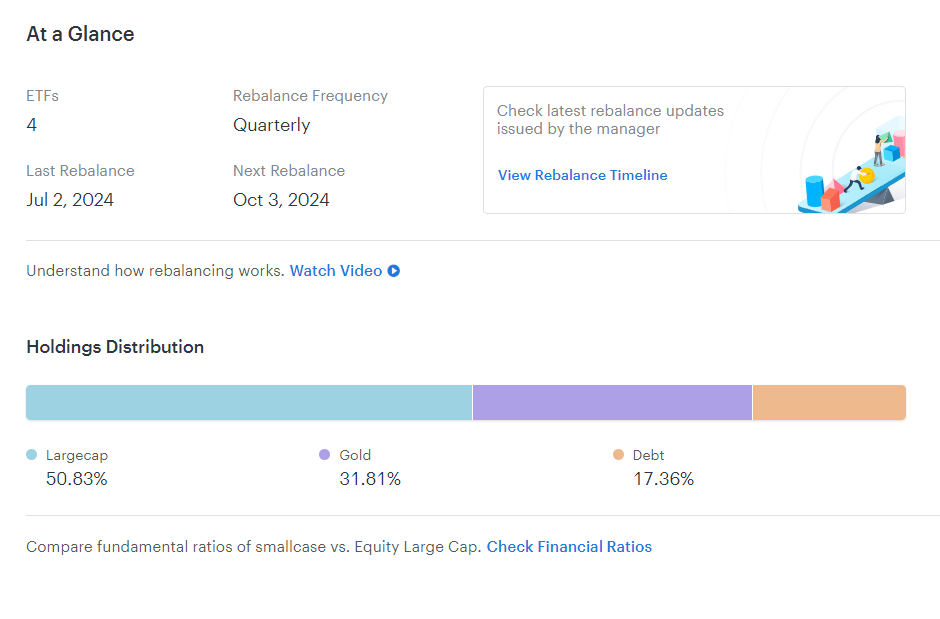 At a Glance
ETFs
4
Rebalance Frequency
Quarterly
Last Rebalance
Jul 2, 2024
Next Rebalance
Oct 3, 2024
Check latest rebalance updates
issued by the manager
View Rebalance Timeline
Understand how rebalancing works. Watch Video
Holdings Distribution
Largecap
50.83%
Gold
31.81%
Debt
17.36%
Compare fundamental ratios of smallcase vs. Equity Large Cap. Check Financial Ratios